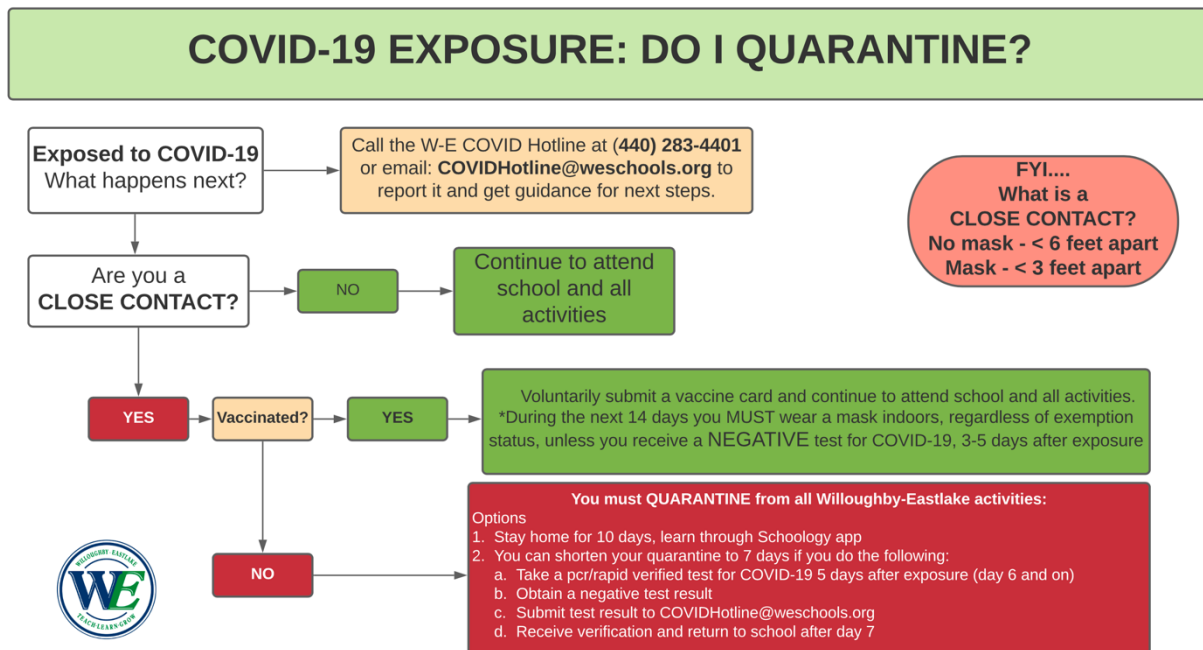 COVID-19 EXPOSURE: DO I QUARANTINE?
Exposed to COVID-19
What happens next?
Call the W-E COVID Hotline at (440) 283-4401
or email: COVIDHotline@weschools.org to
report it and get guidance for next steps.
FYI....
What is a
CLOSE CONTACT?
No mask - < 6 feet apart
Mask - < 3 feet apart
Are you a
CLOSE CONTACT?
NO
Continue to attend
school and all
activities
YES
Vaccinated?
YES
Voluntarily submit a vaccine card and continue to attend school and all activities.
*During the next 14 days you MUST wear a mask indoors, regardless of exemption
status, unless you receive a NEGATIVE test for COVID-19, 3-5 days after exposure
NO
You must QUARANTINE from all Willoughby-Eastlake activities:
Options
1. Stay home for 10 days, learn through Schoology app
2. You can shorten your quarantine to 7 days if you do the following:
a. Take a pcr/rapid verified test for COVID-19 5 days after exposure (day 6 and on)
b. Obtain a negative test result
c. Submit test result to COVIDHotline@weschools.org
d. Receive verification and return to school after day 7
WILLOUGHBY EASTLAKE
WE
TEACH·LEARN·GROW